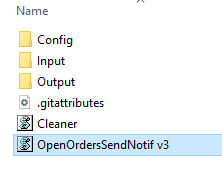 Name
Config
Input
Output
.gitattributes
Cleaner
OpenOrdersSendNotif v3